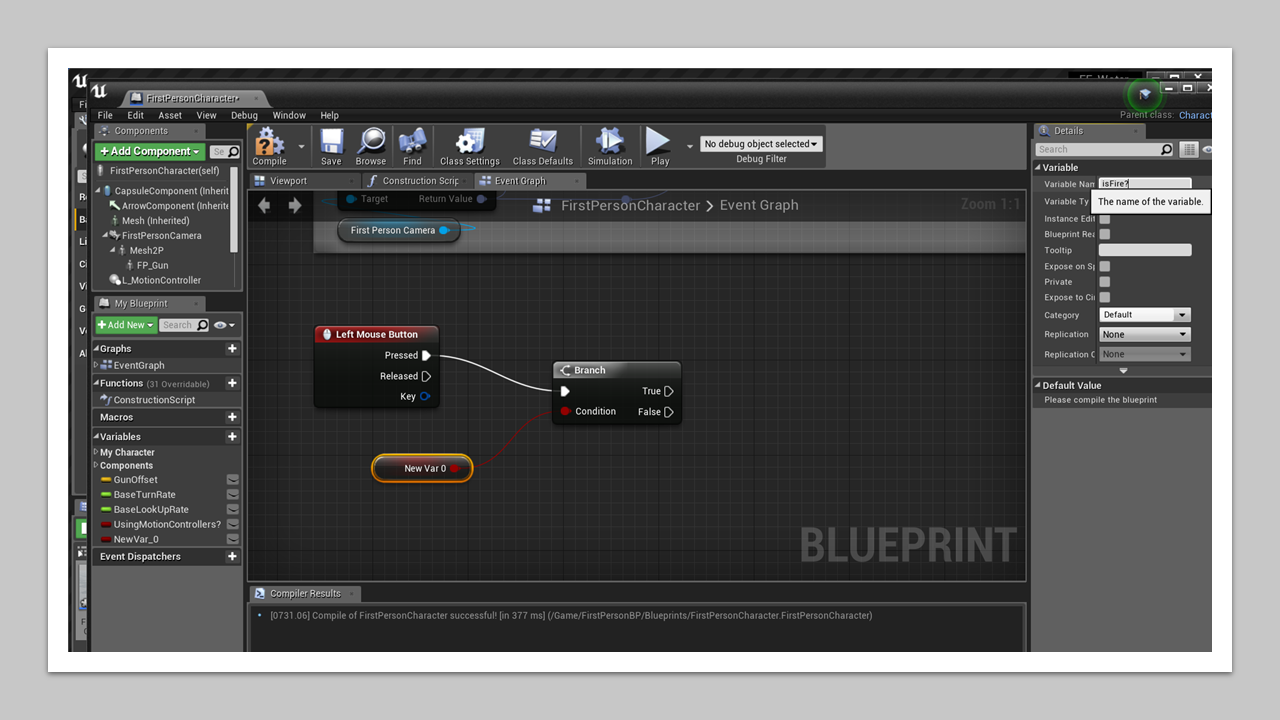 FirstPersonCharacter*
File Edit Asset View Debug Window Help
Parent class: Charac
Components
+ Add Component
FirstPersonCharacter(self)
CapsuleComponent (Inherit
ArrowComponent (Inherite
Mesh (Inherited)
FirstPersonCamera
Mesh2P
FP_Gun
L_MotionController
My Blueprint
+ Add New
Search
Graphs
EventGraph
Functions (31 Overridable)
ConstructionScript
Macros
Variables
My Character
Components
GunOffset
BaseTurnRate
BaseLookUpRate
UsingMotionControllers?
NewVar_0
Event Dispatchers
Compile Save Browse Find Class Settings Class Defaults Simulation Play
No debug object selected
Debug Filter
Viewport Construction Scrip Event Graph
FirstPersonCharacter > Event Graph
Zoom 1:1
Target Return Value
First Person Camera
Left Mouse Button
Pressed
Released
Key
Branch
True
Condition False
New Var 0
BLUEPRINT
Compiler Results
[0731.06] Compile of FirstPersonCharacter successful! [in 377 ms] (/Game/FirstPersonBP/Blueprints/FirstPersonCharacter.FirstPersonCharacter)
Details
Search
Variable
Variable Nam isFire?
Variable Ty
The name of the variable.
Instance Edi
Blueprint Rea
Tooltip
Expose on Sp
Private
Expose to Ci
Category Default
Replication None
Replication C None
Default Value
Please compile the blueprint